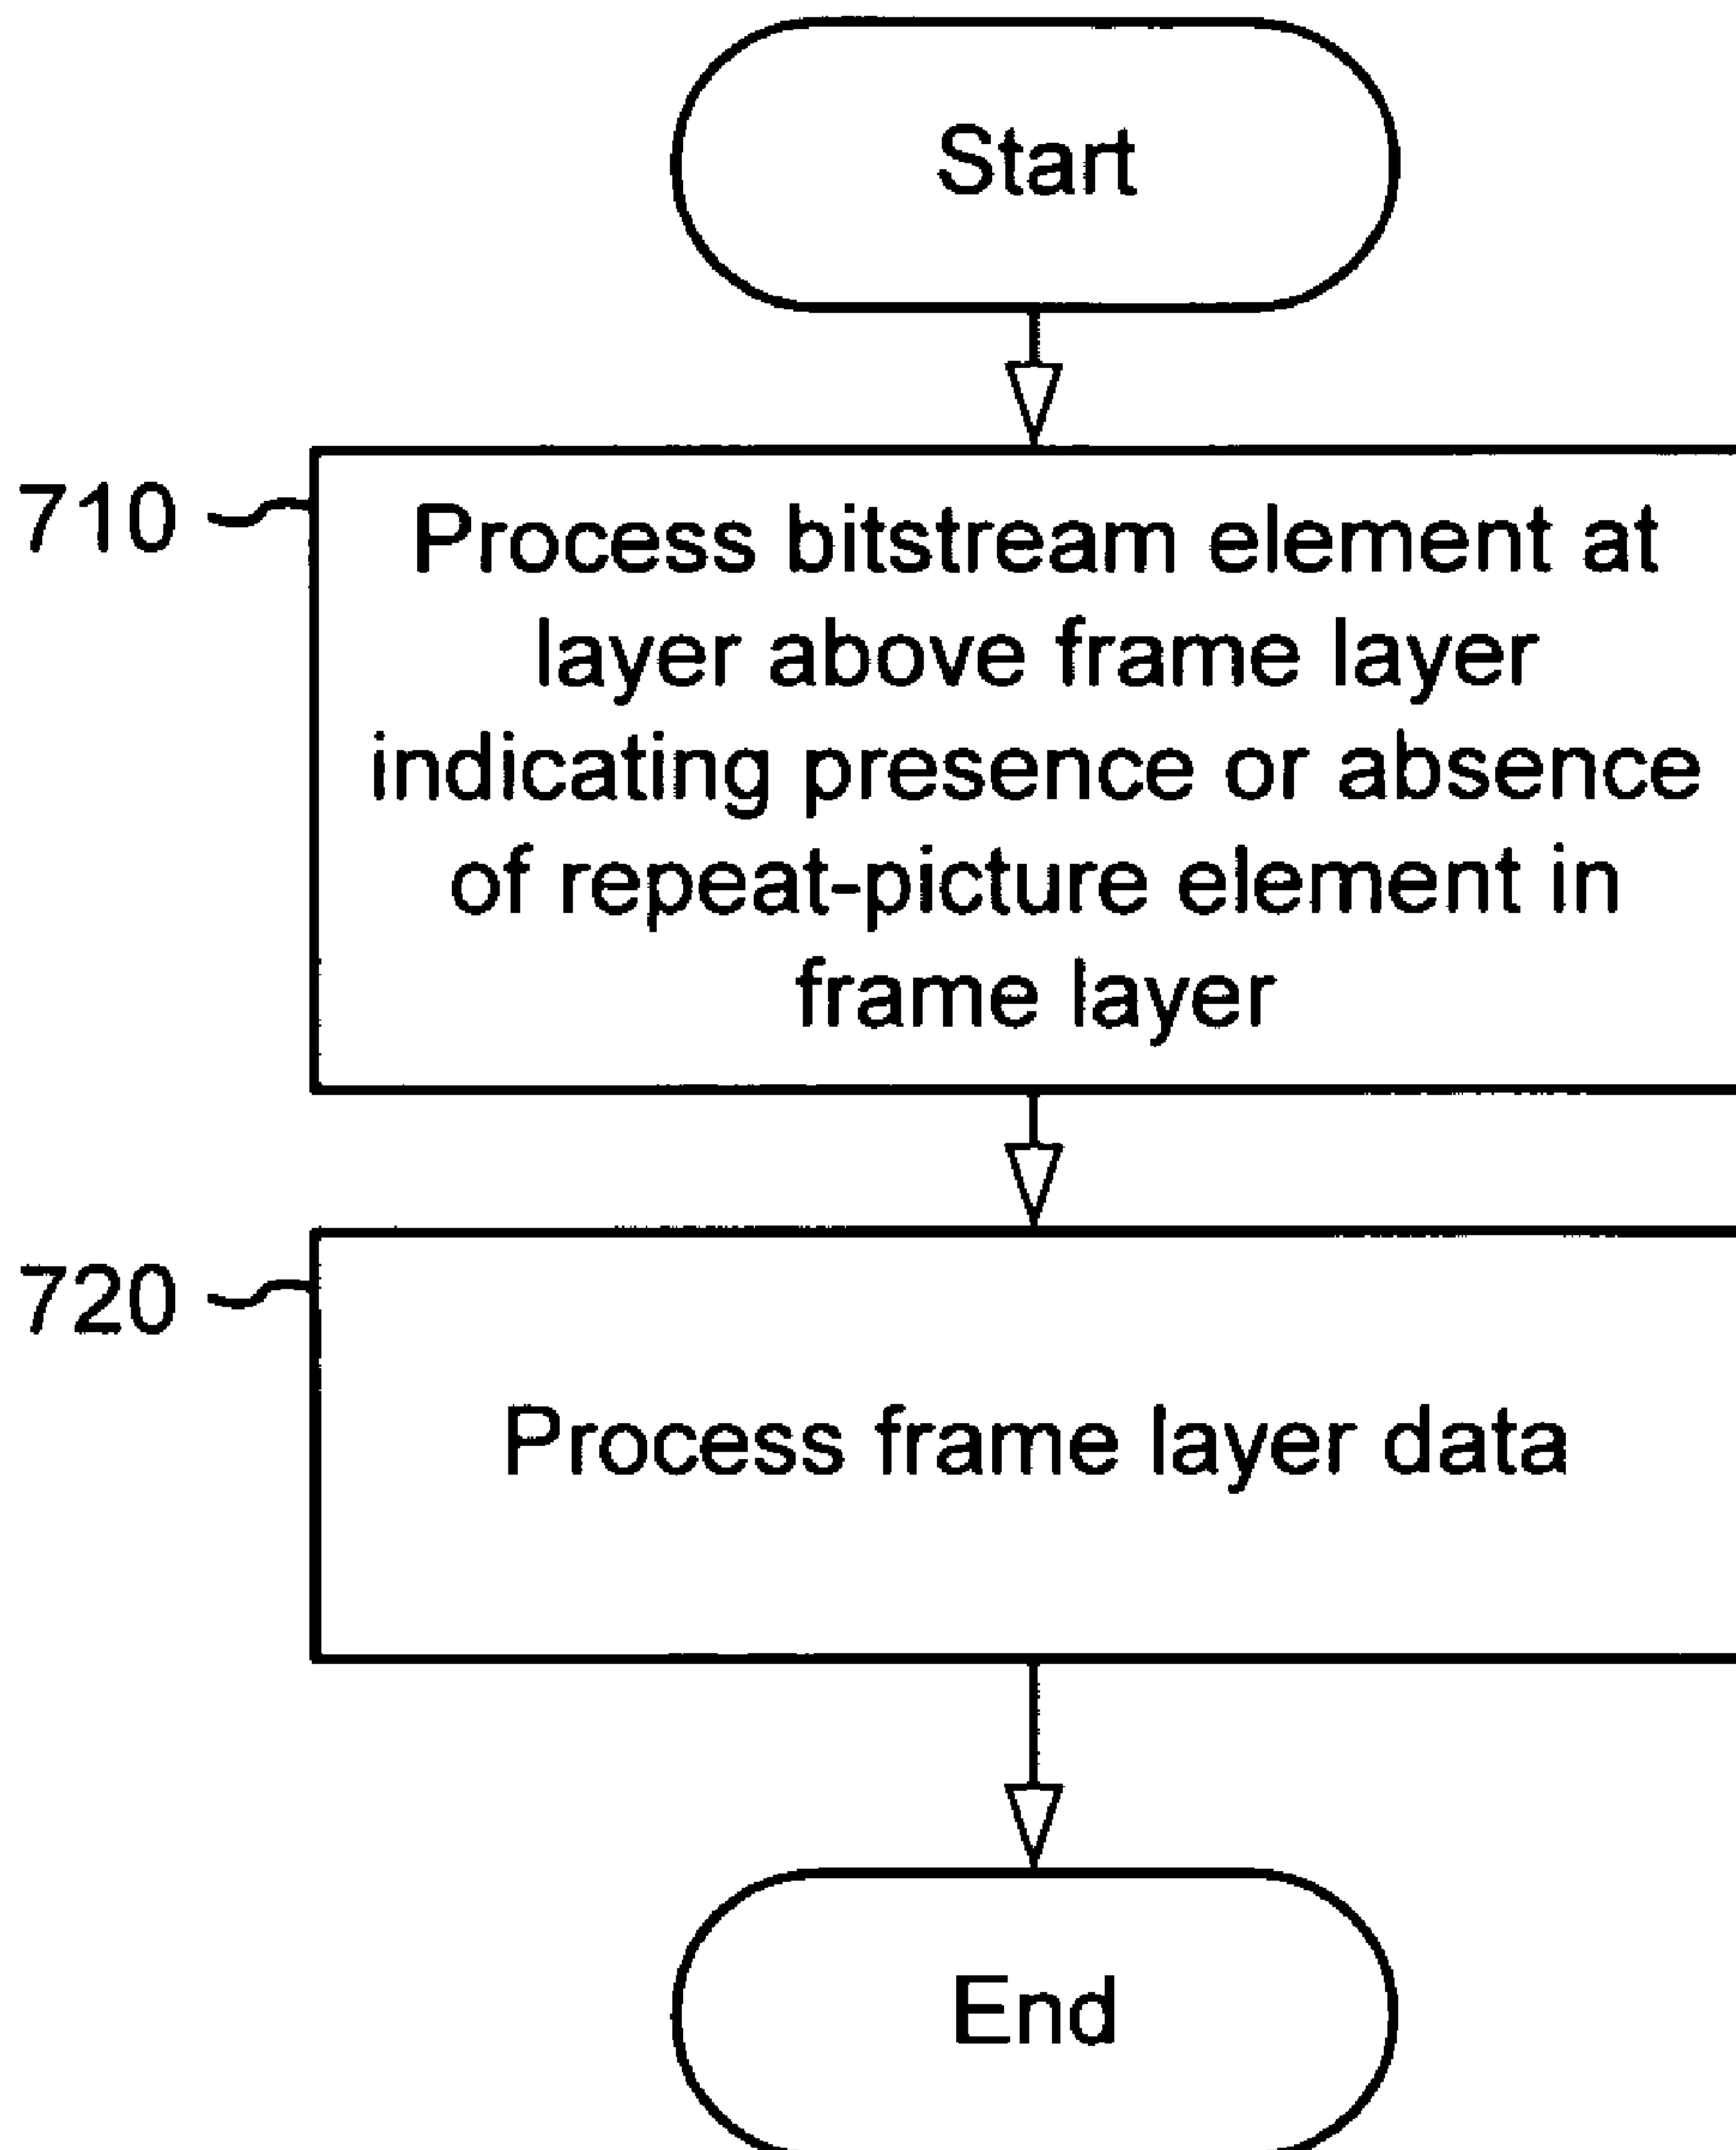 Start
710
Process bitstream element at
layer above frame layer
indicating presence or absence
of repeat-picture element in
frame layer
720
Process frame layer data
End